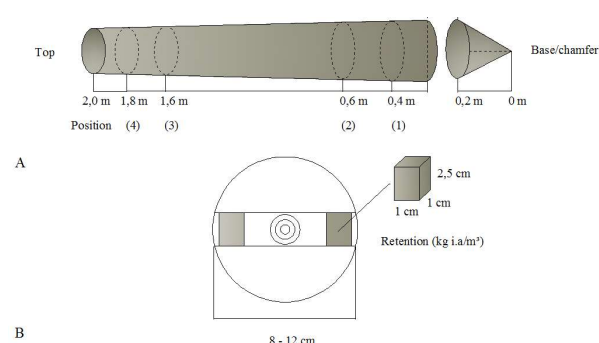 Top
Base/chamfer
2,0 m 1,8 m 1,6 m 0,6 m 0,4 m 0,2 m 0 m
Position (4) (3) (2) (1)
A
2,5 cm
1 cm
1 cm
Retention (kg i.a/m³)
8 - 12 cm
B